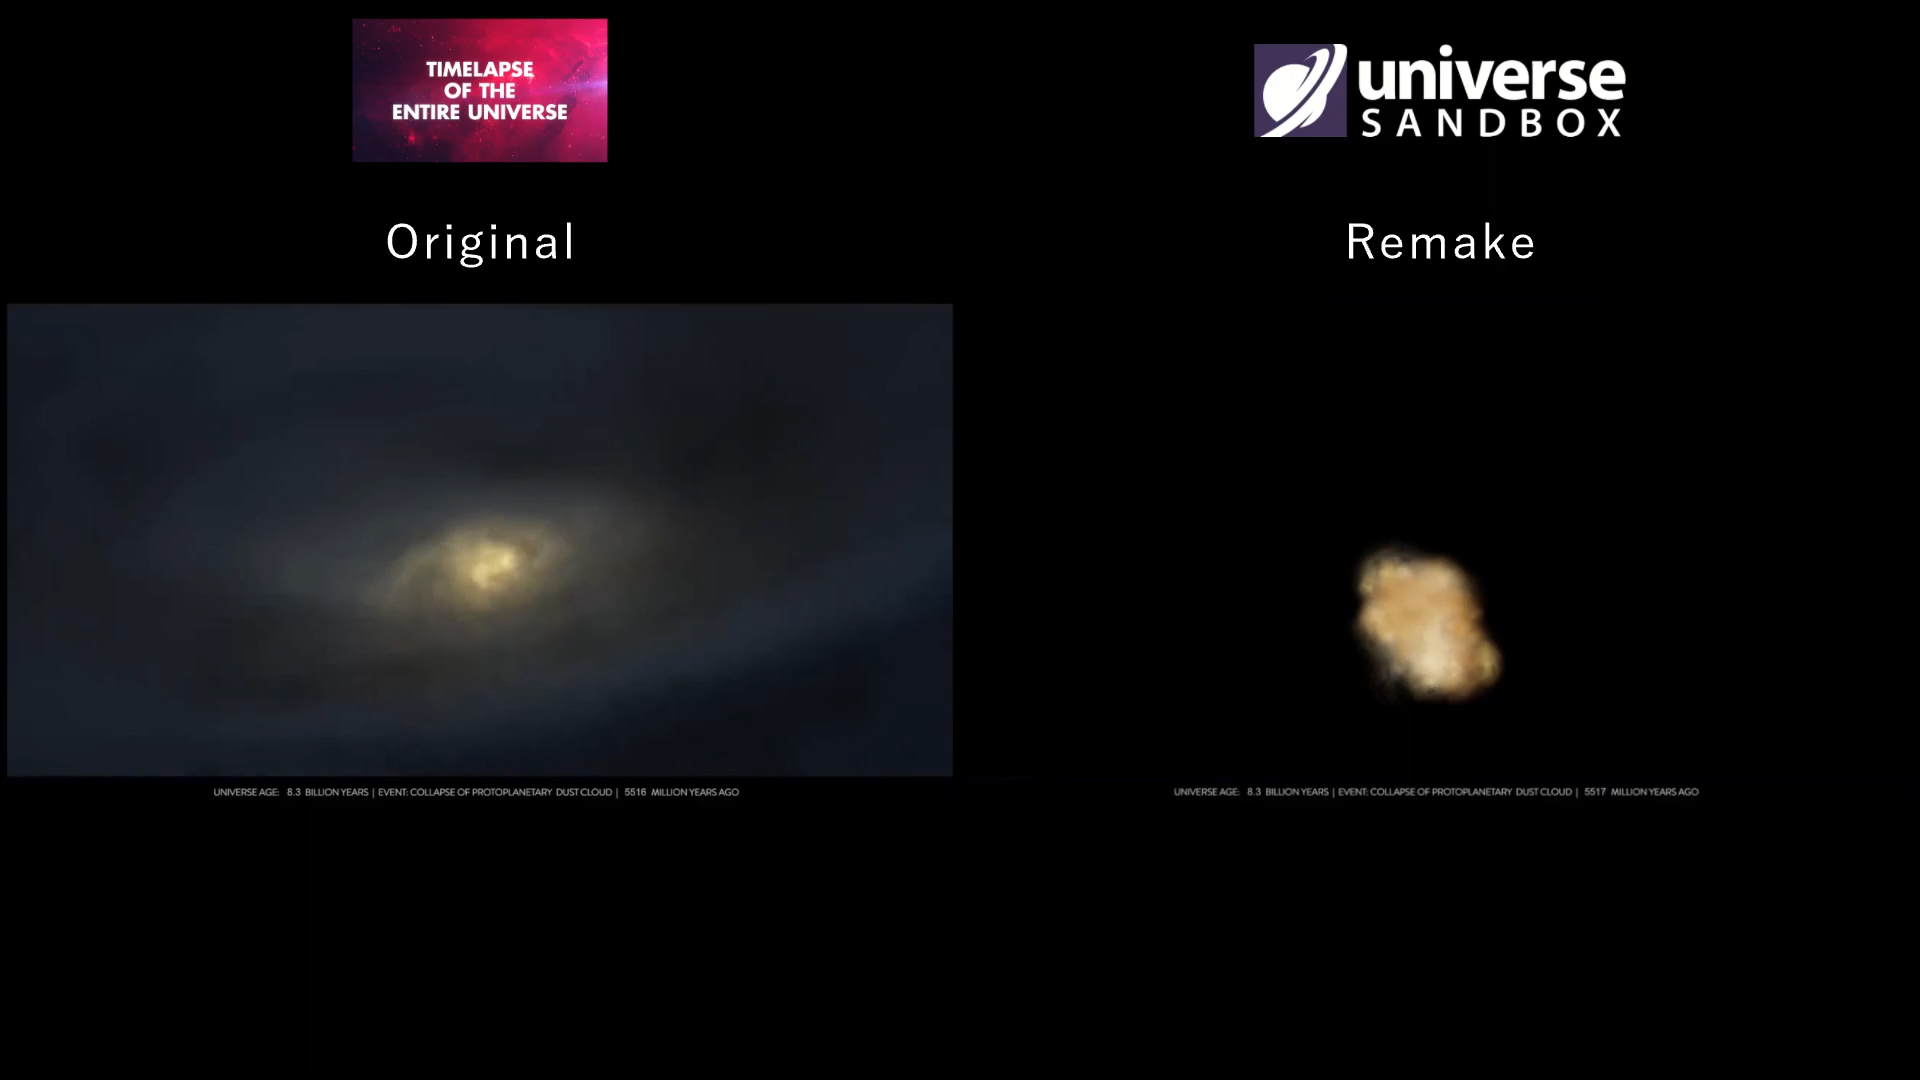 TIMELAPSE
OF THE
ENTIRE UNIVERSE
universe
SANDBOX
Original
Remake
UNIVERSE AGE: 8.3 BILLION YEARS | EVENT: COLLAPSE OF PROTOPLANETARY DUST CLOUD | 5516 MILLION YEARS AGO
UNIVERSE AGE: 8.3 BILLION YEARS | EVENT: COLLAPSE OF PROTOPLANETARY DUST CLOUD | 5517 MILLION YEARS AGO